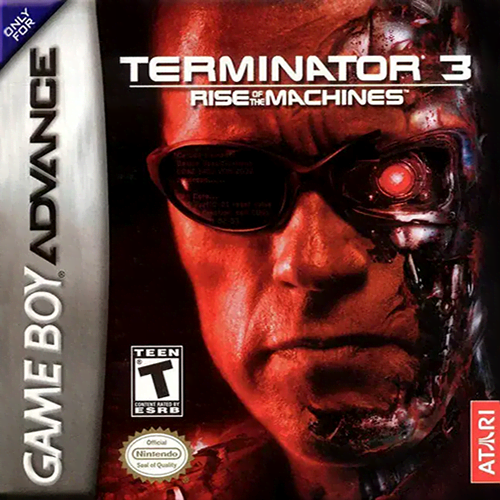 ONLY
FOR
GAME BOY ADVANCE
TERMINATOR 3
RISE OF THE MACHINES™
TEEN
T
CONTENT RATED BY
ESRB
Official
Nintendo
Seal of Quality
ATARI